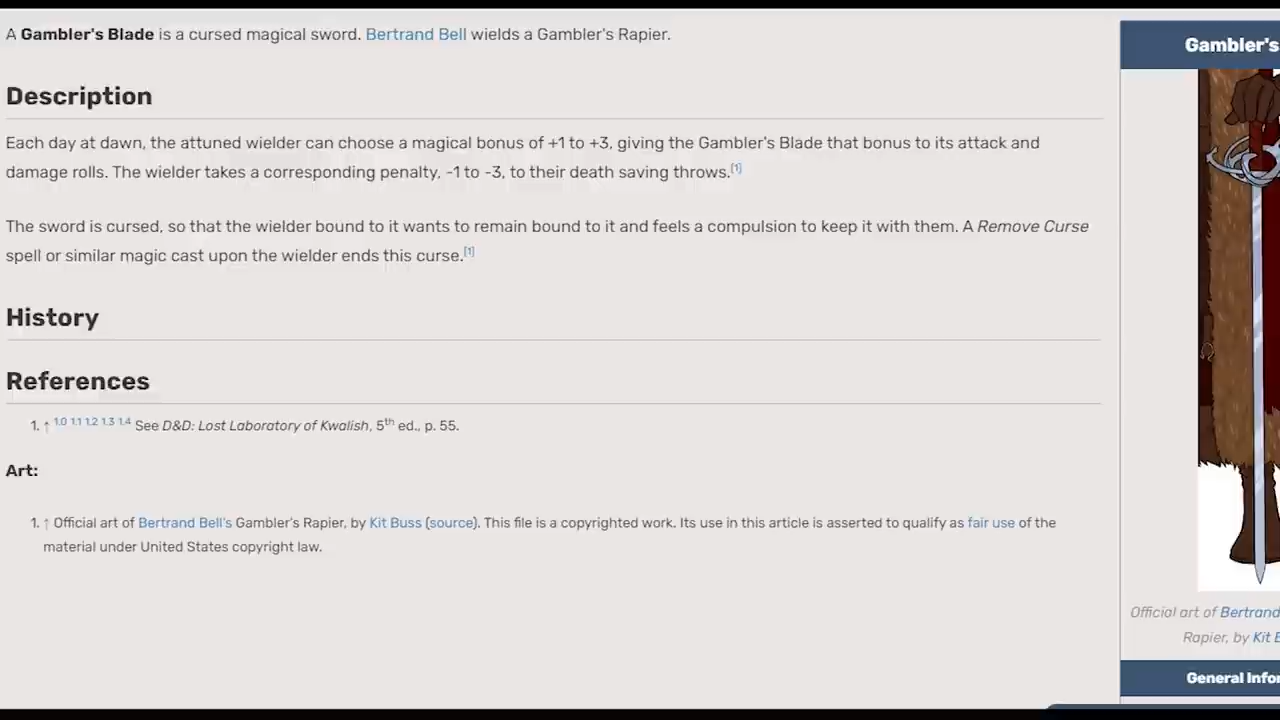 A Gambler's Blade is a cursed magical sword. Bertrand Bell wields a Gambler's Rapier.
Gambler's
Description
Each day at dawn, the attuned wielder can choose a magical bonus of +1 to +3, giving the Gambler's Blade that bonus to its attack and
damage rolls. The wielder takes a corresponding penalty, -1 to -3, to their death saving throws.[1]
The sword is cursed, so that the wielder bound to it wants to remain bound to it and feels a compulsion to keep it with them. A Remove Curse
spell or similar magic cast upon the wielder ends this curse.[1]
History
References
1. ↑ 1.0 1.1 1.2 1.3 1.4 See D&D: Lost Laboratory of Kwalish, 5th ed., p. 55.
Art:
1. ↑ Official art of Bertrand Bell's Gambler's Rapier, by Kit Buss (source). This file is a copyrighted work. Its use in this article is asserted to qualify as fair use of the
material under United States copyright law.
Official art of Bertrand
Rapier, by Kit
General